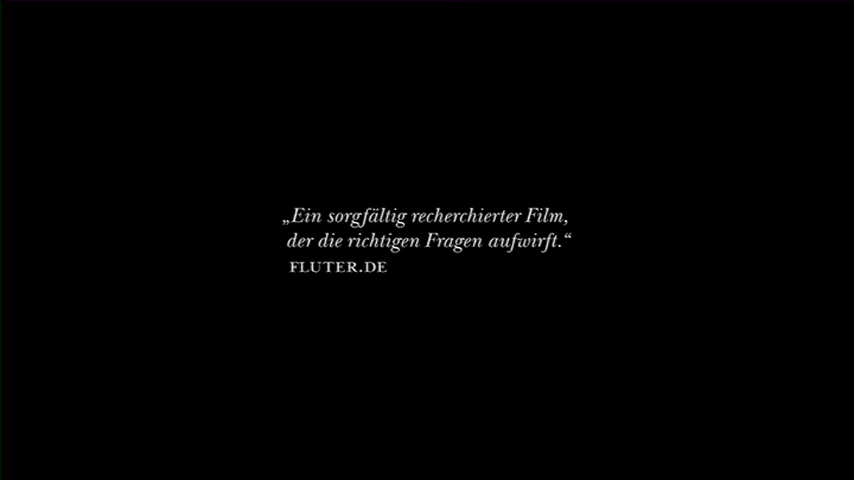 „Ein sorgfältig recherchierter Film,
der die richtigen Fragen aufwirft.“
FLUTER.DE